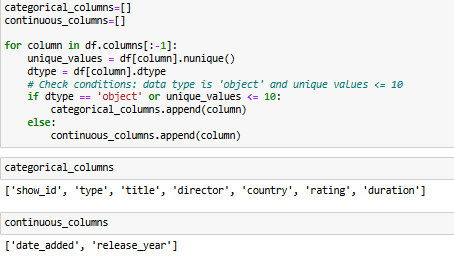 categorical_columns=[]
continuous_columns=[]
for column in df.columns[:-1]:
    unique_values = df[column].nunique()
    dtype = df[column].dtype
    # Check conditions: data type is 'object' and unique values <= 10
    if dtype == 'object' or unique_values <= 10:
        categorical_columns.append(column)
    else:
        continuous_columns.append(column)
categorical_columns
['show_id', 'type', 'title', 'director', 'country', 'rating', 'duration']
continuous_columns
['date_added', 'release_year']